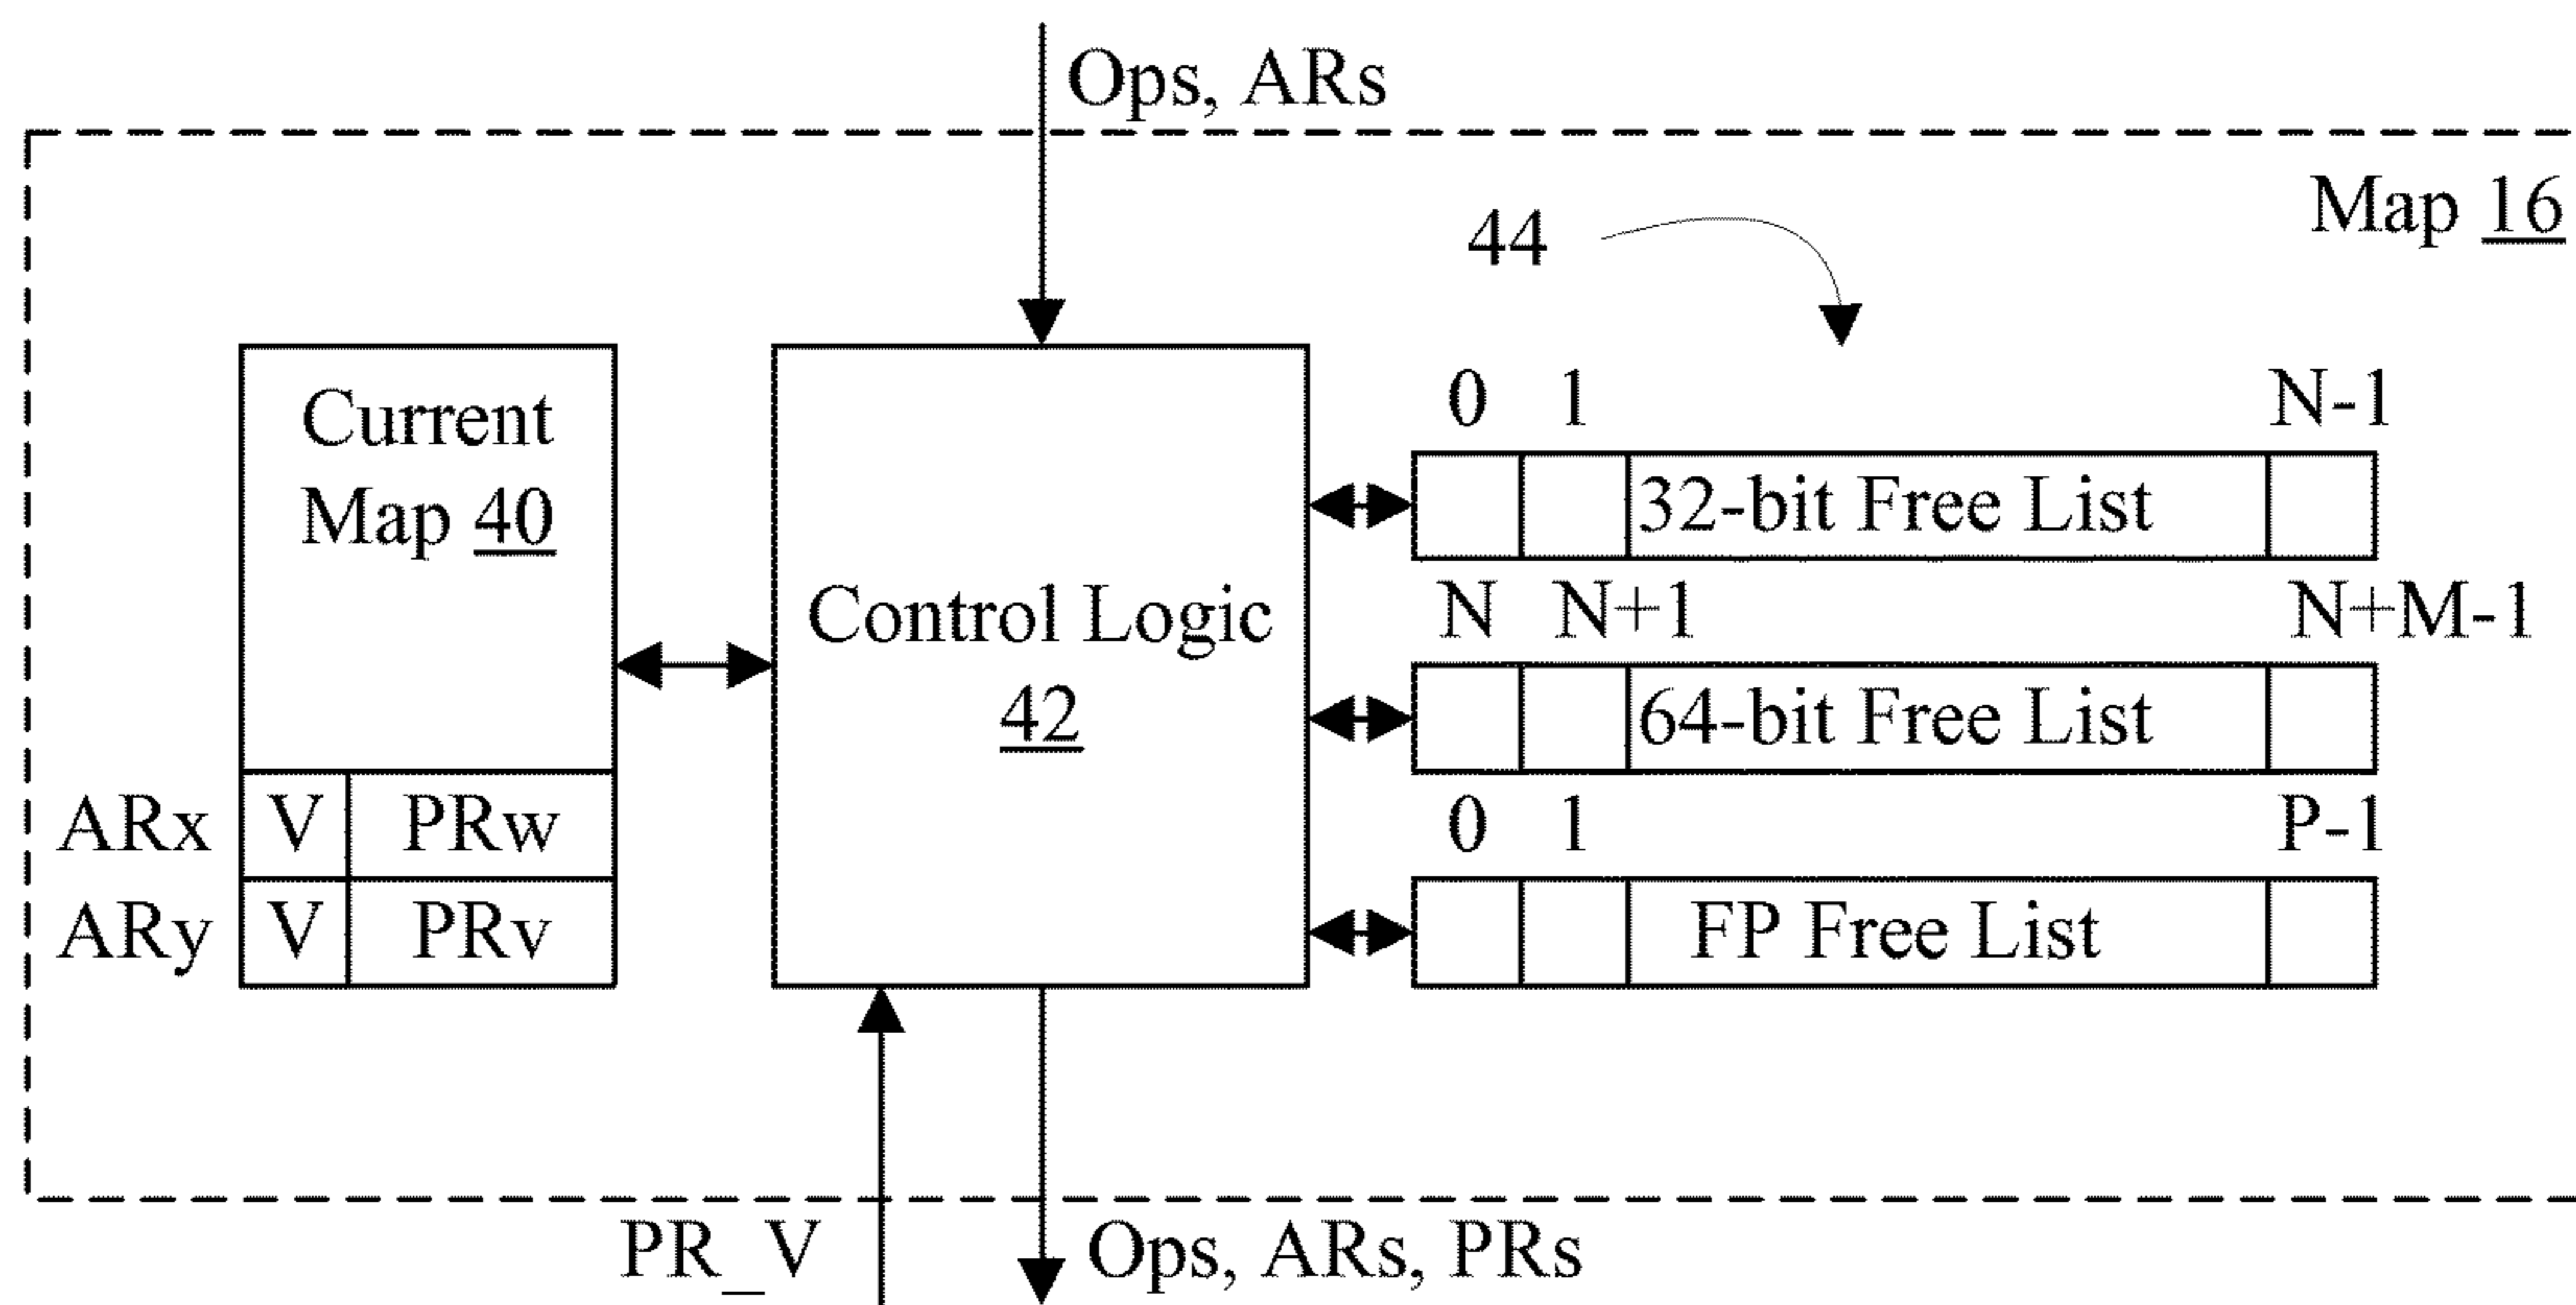 Ops, ARs
Map 16
44
0 1 N-1
Current
Map 40
32-bit Free List
N N+1 N+M-1
Control Logic
42
64-bit Free List
0 1 P-1
ARx V PRw
ARy V PRv
FP Free List
PR_V
Ops, ARs, PRs